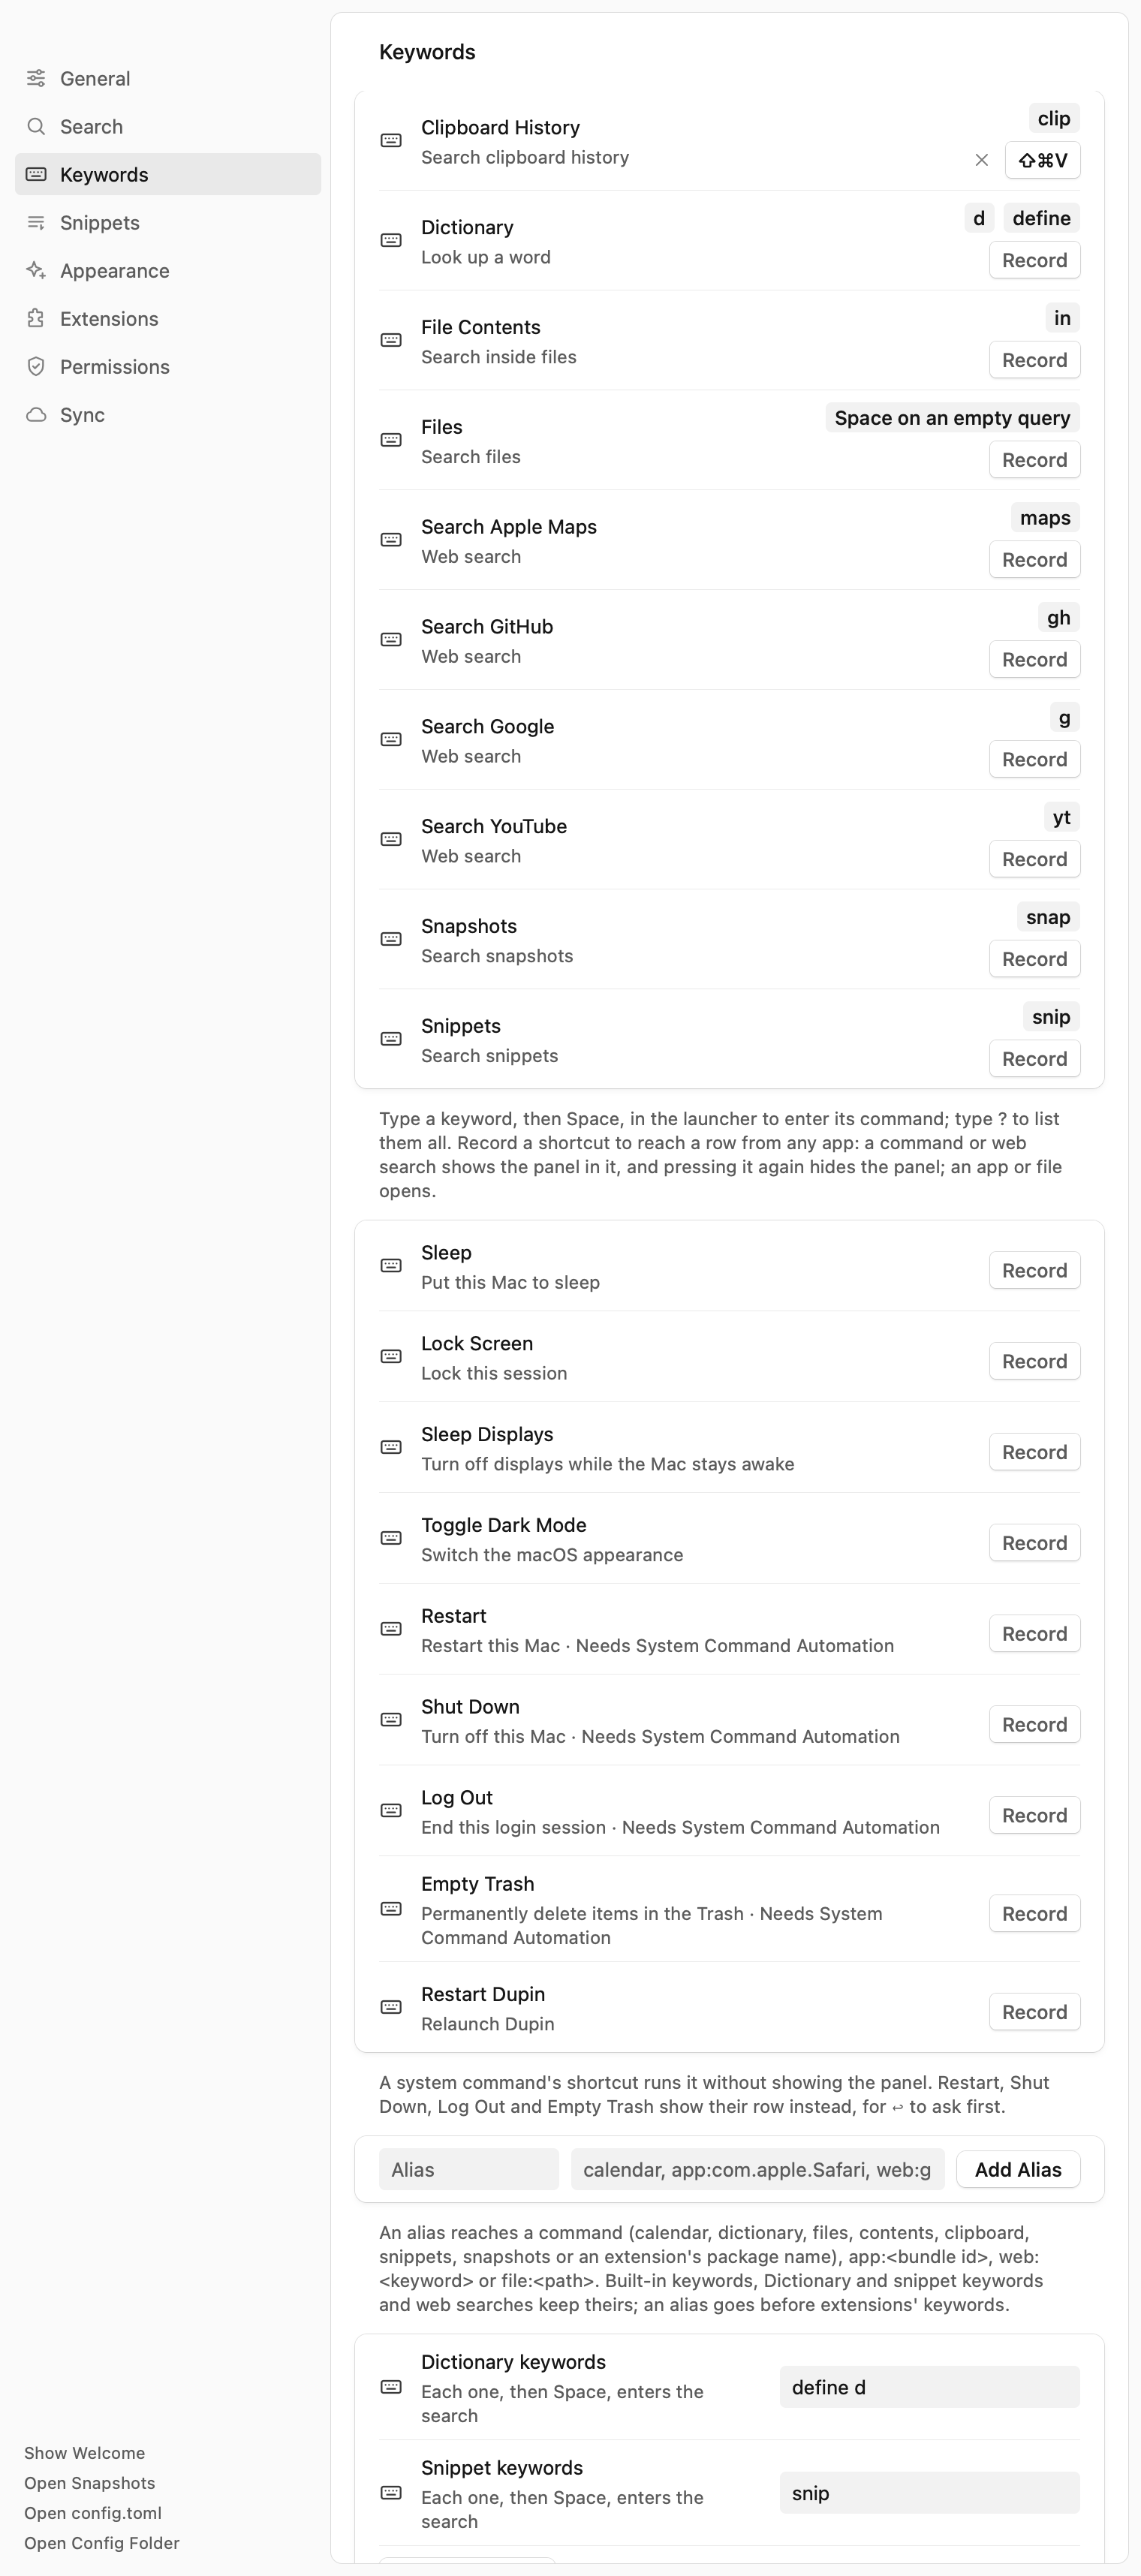 General
Search
Keywords
Snippets
Appearance
Extensions
Permissions
Sync
Show Welcome
Open Snapshots
Open config.toml
Open Config Folder
Keywords
Clipboard History
Search clipboard history
clip
⇧⌘V
Dictionary
Look up a word
d define
Record
File Contents
Search inside files
in
Record
Files
Search files
Space on an empty query
Record
Search Apple Maps
Web search
maps
Record
Search GitHub
Web search
gh
Record
Search Google
Web search
g
Record
Search YouTube
Web search
yt
Record
Snapshots
Search snapshots
snap
Record
Snippets
Search snippets
snip
Record
Type a keyword, then Space, in the launcher to enter its command; type ? to list
them all. Record a shortcut to reach a row from any app: a command or web
search shows the panel in it, and pressing it again hides the panel; an app or file
opens.
Sleep
Put this Mac to sleep
Record
Lock Screen
Lock this session
Record
Sleep Displays
Turn off displays while the Mac stays awake
Record
Toggle Dark Mode
Switch the macOS appearance
Record
Restart
Restart this Mac · Needs System Command Automation
Record
Shut Down
Turn off this Mac · Needs System Command Automation
Record
Log Out
End this login session · Needs System Command Automation
Record
Empty Trash
Permanently delete items in the Trash · Needs System
Command Automation
Record
Restart Dupin
Relaunch Dupin
Record
A system command's shortcut runs it without showing the panel. Restart, Shut
Down, Log Out and Empty Trash show their row instead, for ↩ to ask first.
Alias
calendar, app:com.apple.Safari, web:g
Add Alias
An alias reaches a command (calendar, dictionary, files, contents, clipboard,
snippets, snapshots or an extension's package name), app:<bundle id>, web:
<keyword> or file:<path>. Built-in keywords, Dictionary and snippet keywords
and web searches keep theirs; an alias goes before extensions' keywords.
Dictionary keywords
Each one, then Space, enters the
search
define d
Snippet keywords
Each one, then Space, enters the
search
snip